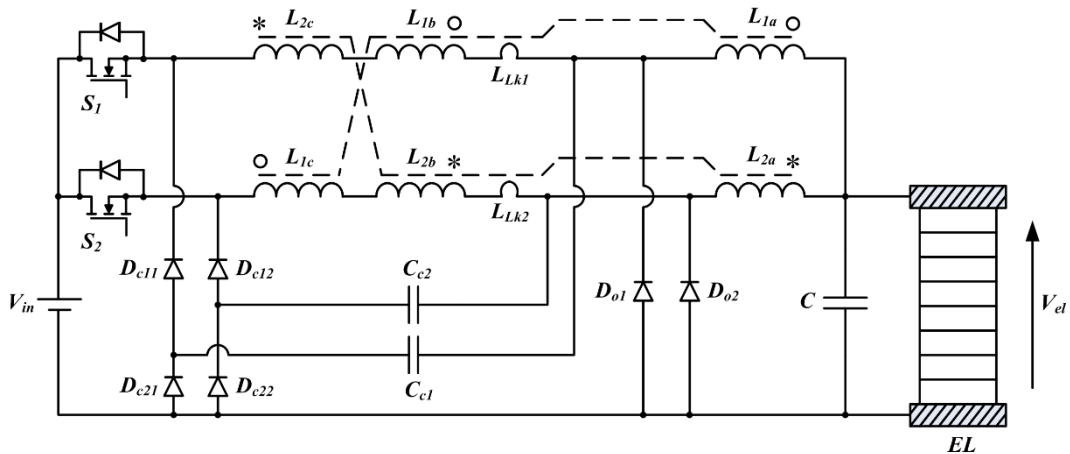 * L2c L1b L1a
LLk1
S1
L1c L2b * L2a *
LLk2
S2
Dc11 Dc12 Cc2
Do1 Do2 C
Vin Vel
Dc21 Dc22 Cc1
EL